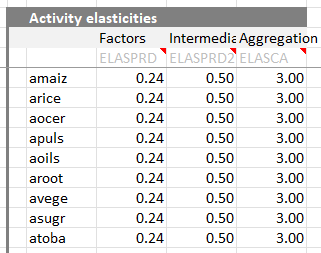 Activity elasticities
Factors Intermedia Aggregation
ELASPRD ELASPRD2 ELASCA
amaiz 0.24 0.50 3.00
arice 0.24 0.50 3.00
aocer 0.24 0.50 3.00
apuls 0.24 0.50 3.00
aoils 0.24 0.50 3.00
aroot 0.24 0.50 3.00
avege 0.24 0.50 3.00
asugr 0.24 0.50 3.00
atoba 0.24 0.50 3.00